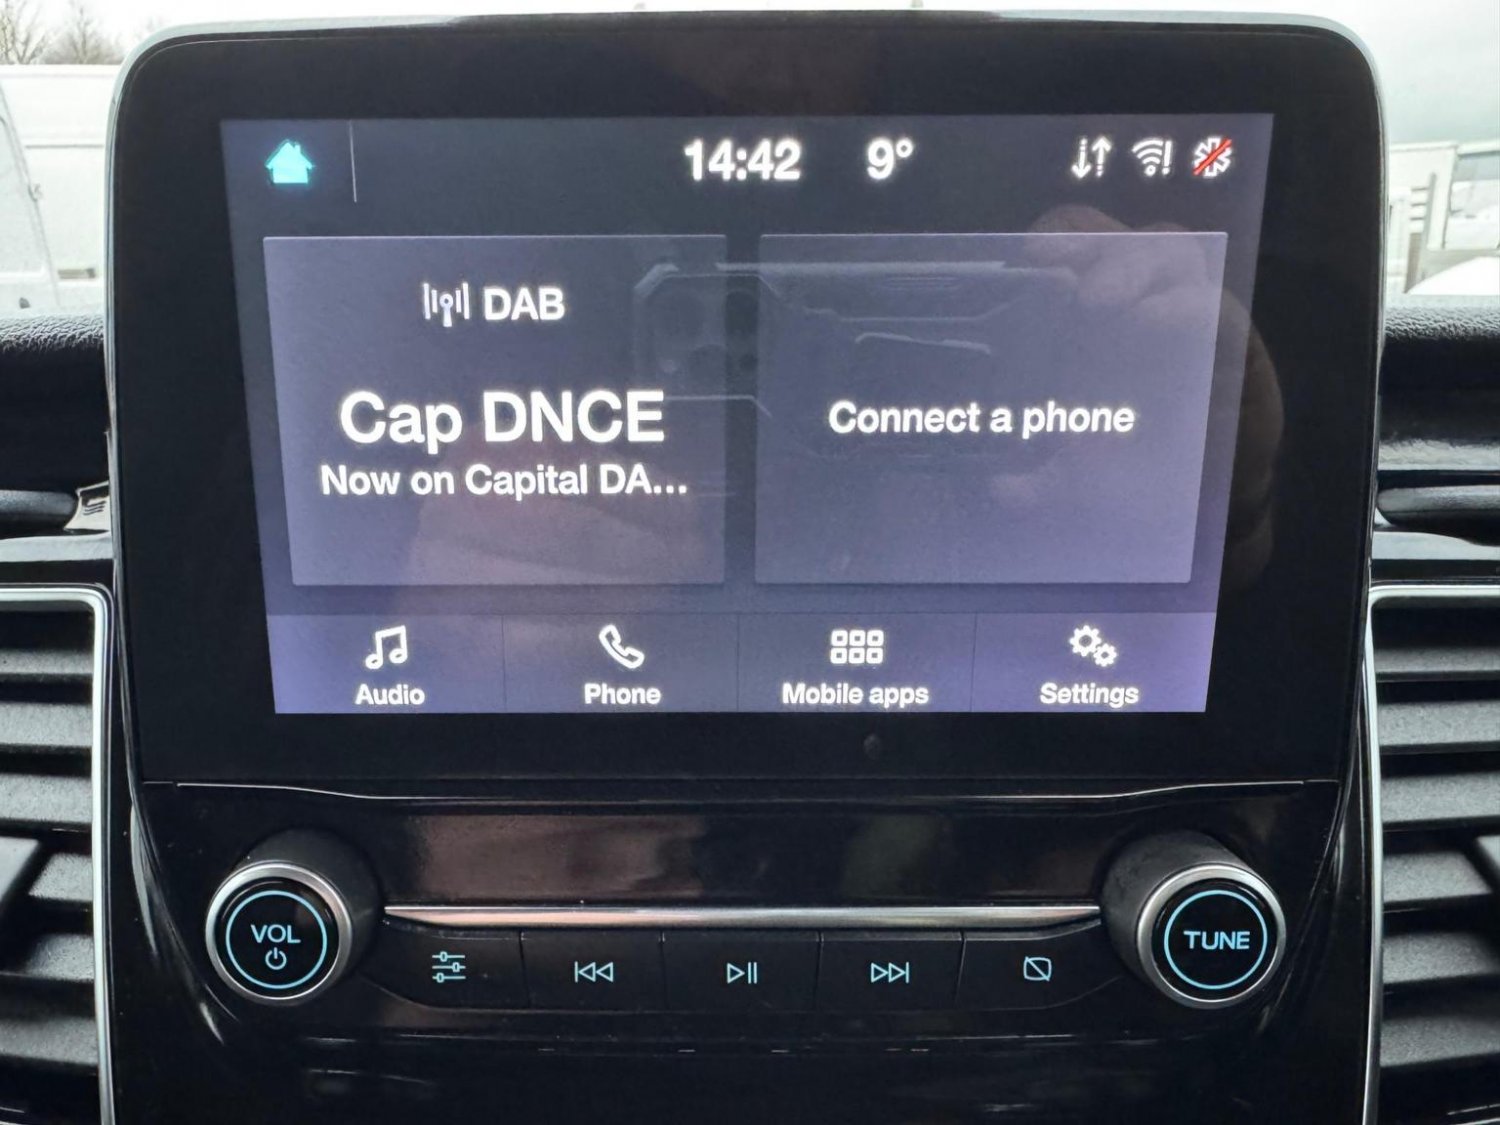 14:42 9°
DAB
Cap DNCE
Now on Capital DA...
Connect a phone
Audio Phone Mobile apps Settings
VOL
TUNE